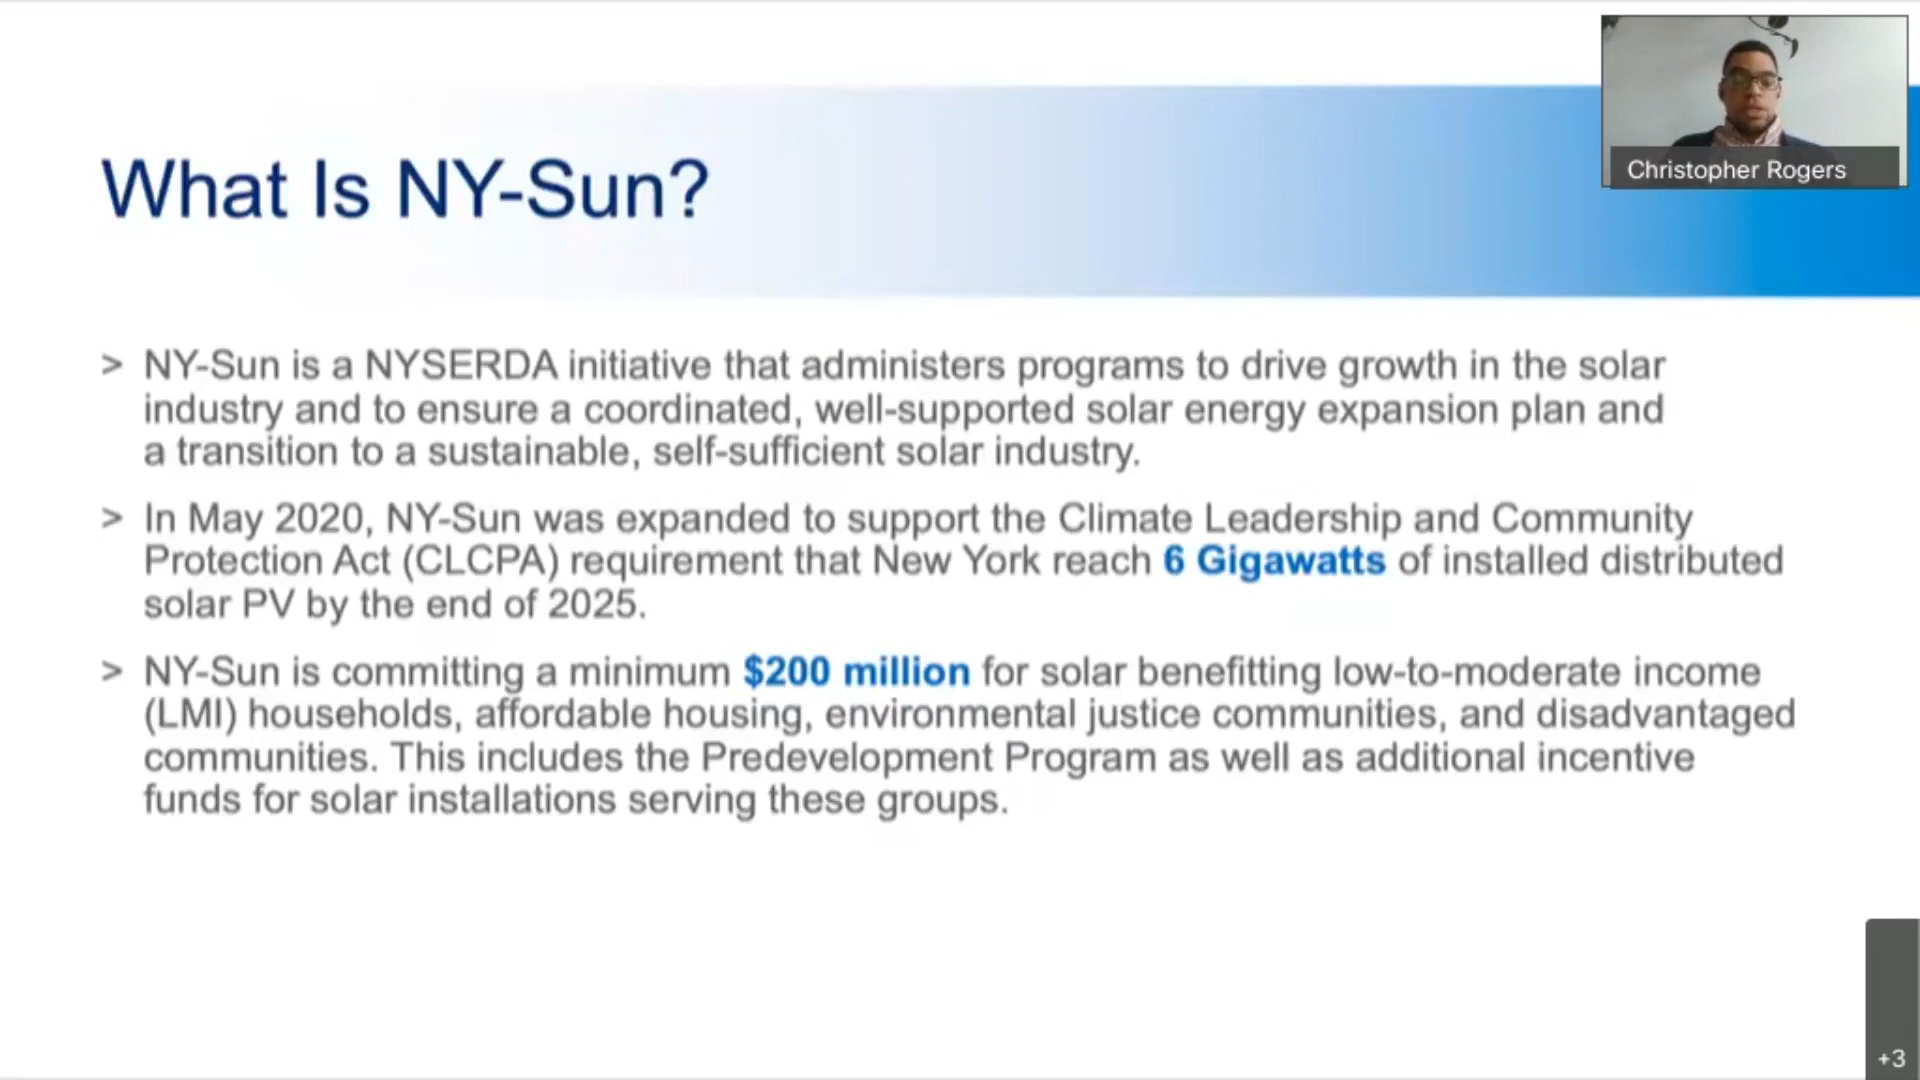 Christopher Rogers
What Is NY-Sun?
> NY-Sun is a NYSERDA initiative that administers programs to drive growth in the solar
industry and to ensure a coordinated, well-supported solar energy expansion plan and
a transition to a sustainable, self-sufficient solar industry.
> In May 2020, NY-Sun was expanded to support the Climate Leadership and Community
Protection Act (CLCPA) requirement that New York reach 6 Gigawatts of installed distributed
solar PV by the end of 2025.
> NY-Sun is committing a minimum $200 million for solar benefitting low-to-moderate income
(LMI) households, affordable housing, environmental justice communities, and disadvantaged
communities. This includes the Predevelopment Program as well as additional incentive
funds for solar installations serving these groups.
+3